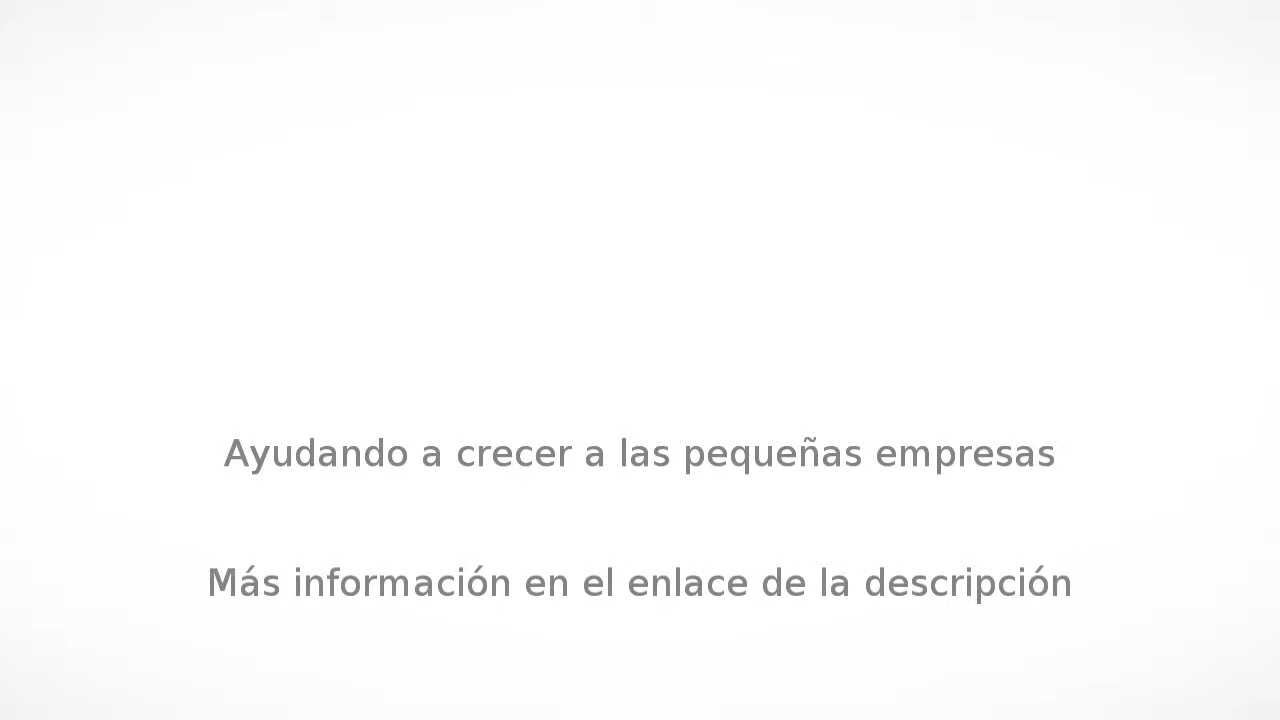 Ayudando a crecer a las pequeñas empresas
Más información en el enlace de la descripción